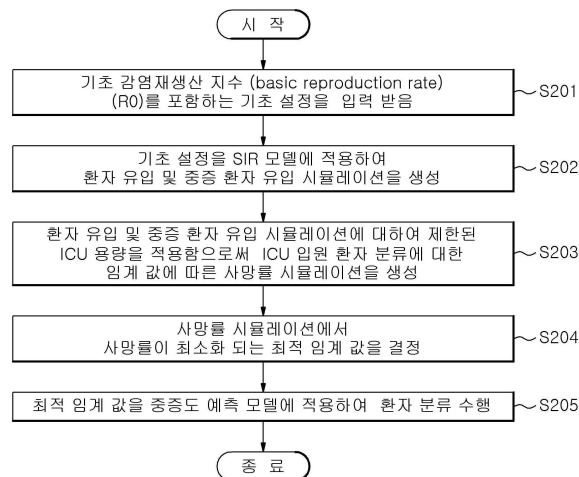 시 작
기초 감염재생산 지수 (basic reproduction rate)
(R0)를 포함하는 기초 설정을 입력 받음
S201
기초 설정을 SIR 모델에 적용하여
환자 유입 및 중증 환자 유입 시뮬레이션을 생성
S202
환자 유입 및 중증 환자 유입 시뮬레이션에 대하여 제한된
ICU 용량을 적용함으로써 ICU 입원 환자 분류에 대한
임계 값에 따른 사망률 시뮬레이션을 생성
S203
사망률 시뮬레이션에서
사망률이 최소화 되는 최적 임계 값을 결정
S204
최적 임계 값을 중증도 예측 모델에 적용하여 환자 분류 수행
S205
종 료